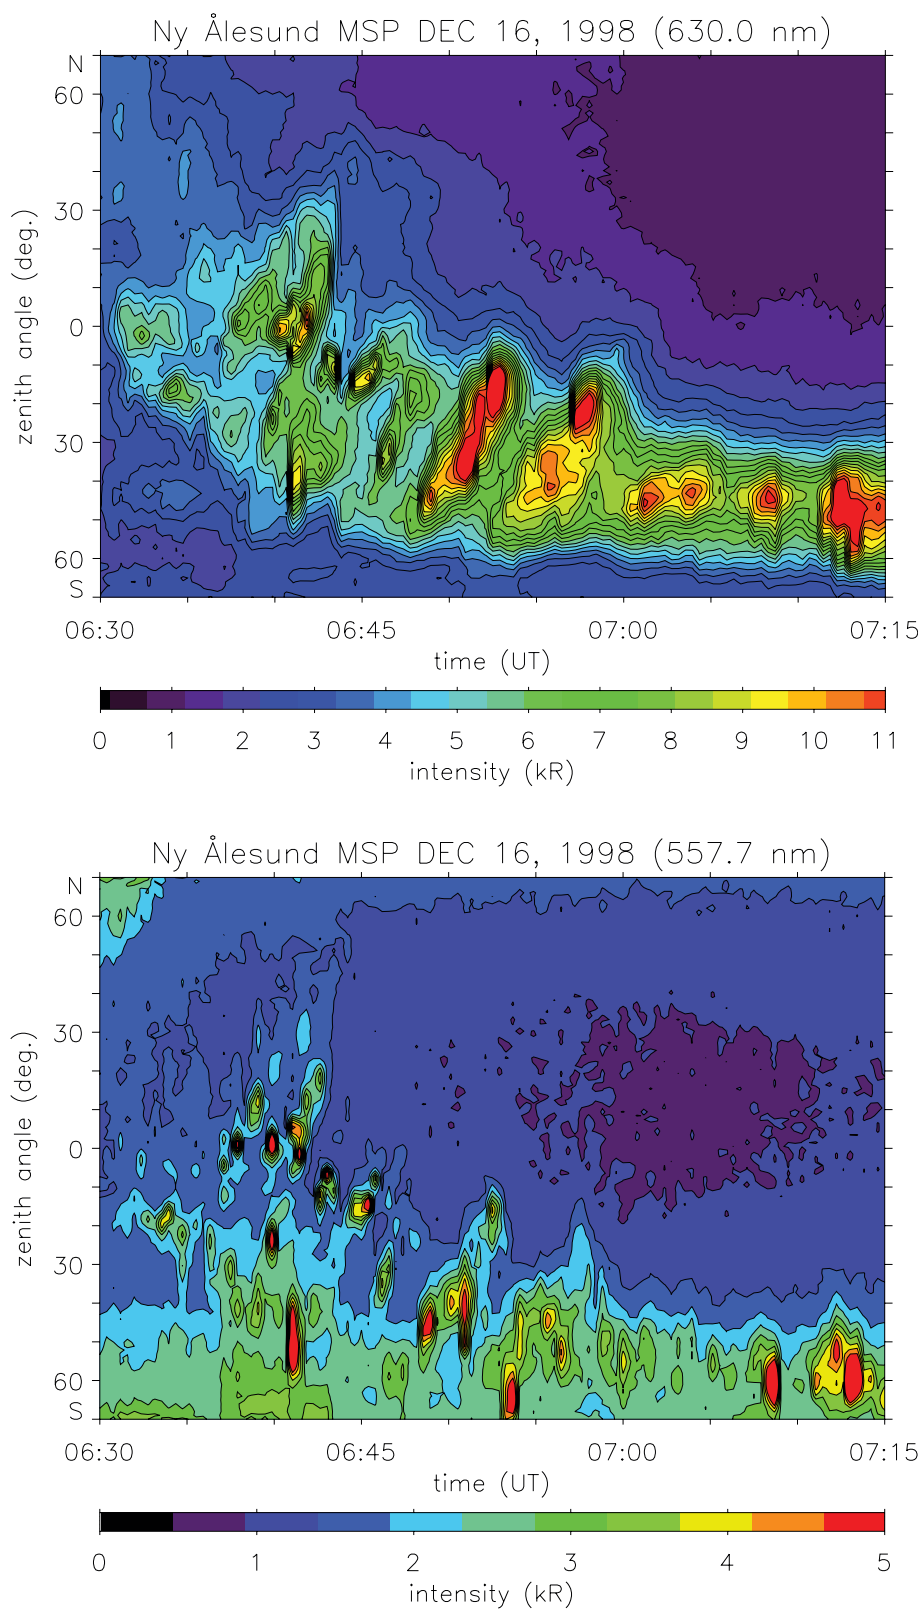 Ny Ålesund MSP DEC 16, 1998 (630.0 nm)
N
60
30
0
30
60
S
zenith angle (deg.)
06:30 06:45 07:00 07:15
time (UT)
0 1 2 3 4 5 6 7 8 9 10 11
intensity (kR)
Ny Ålesund MSP DEC 16, 1998 (557.7 nm)
N
60
30
0
30
60
S
zenith angle (deg.)
06:30 06:45 07:00 07:15
time (UT)
0 1 2 3 4 5
intensity (kR)